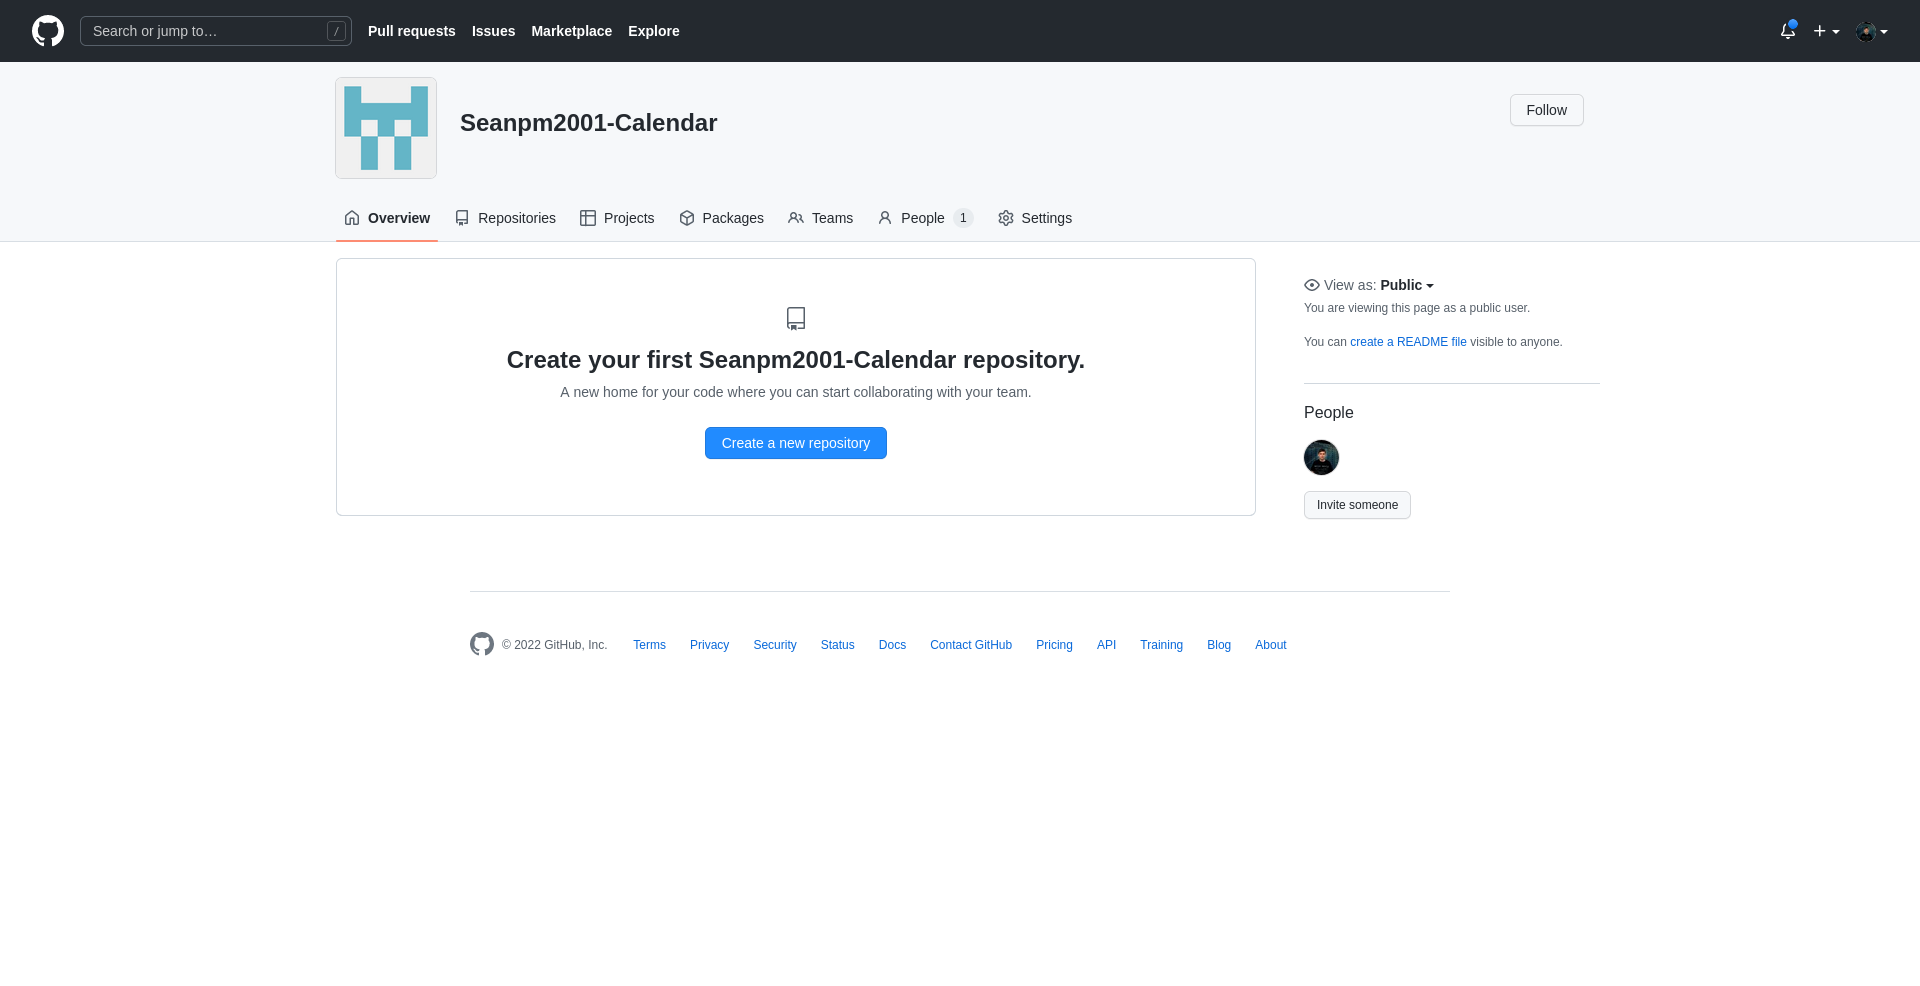 Search or jump to… /
Pull requests Issues Marketplace Explore
Seanpm2001-Calendar
Follow
Overview Repositories Projects Packages Teams People 1 Settings
Create your first Seanpm2001-Calendar repository.
A new home for your code where you can start collaborating with your team.
Create a new repository
View as: Public
You are viewing this page as a public user.
You can create a README file visible to anyone.
People
Invite someone
© 2022 GitHub, Inc. Terms Privacy Security Status Docs Contact GitHub Pricing API Training Blog About